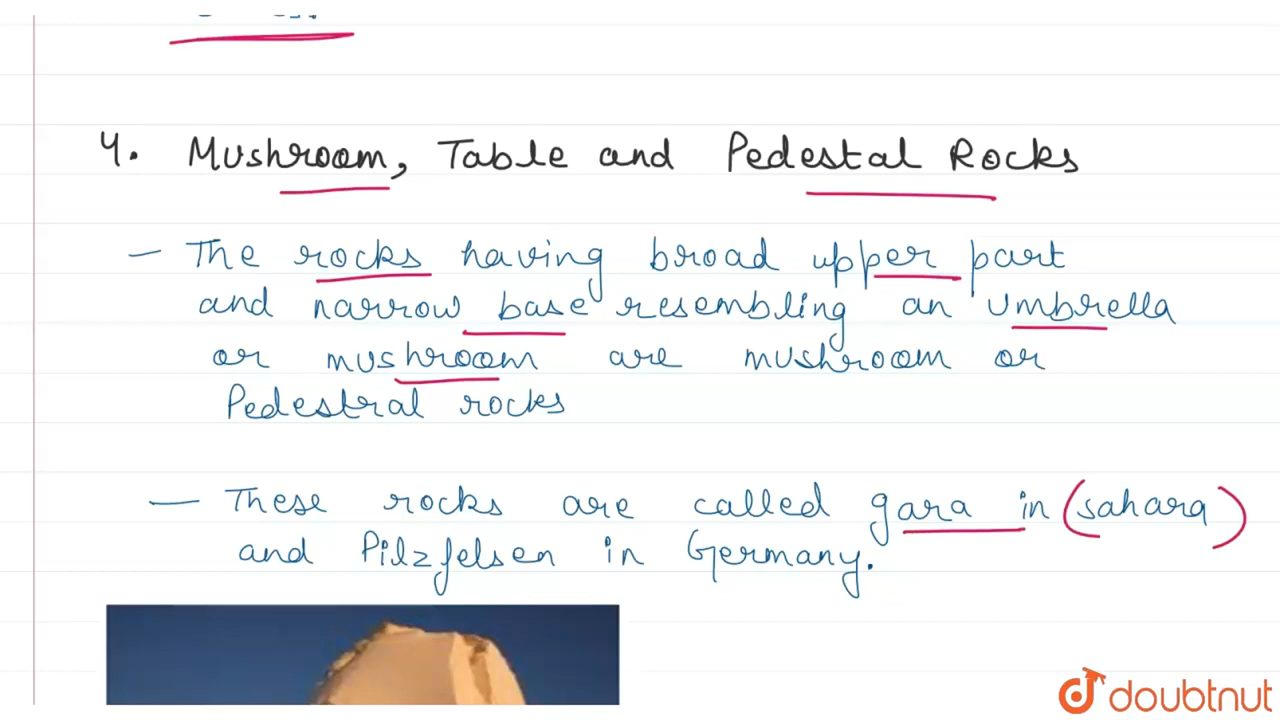 4. Mushroom, Table and Pedestal Rocks
– The rocks having broad upper part
and narrow base resembling an umbrella
or mushroom are mushroom or
Pedestral rocks
– These rocks are called gara in (sahara)
and Pilzfelsen in Germany.
doubtnut